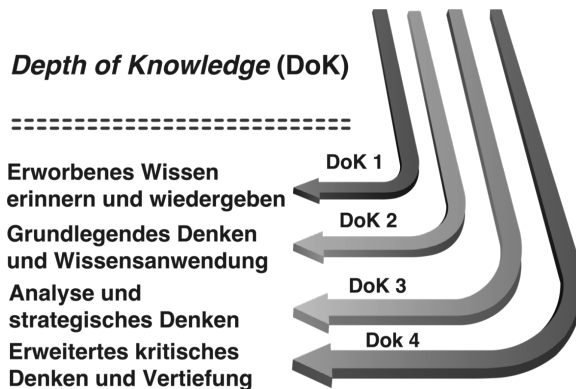 Depth of Knowledge (DoK)
DoK 1
Erworbenes Wissen
erinnern und wiedergeben
DoK 2
Grundlegendes Denken
und Wissensanwendung
DoK 3
Analyse und
strategisches Denken
Dok 4
Erweitertes kritisches
Denken und Vertiefung